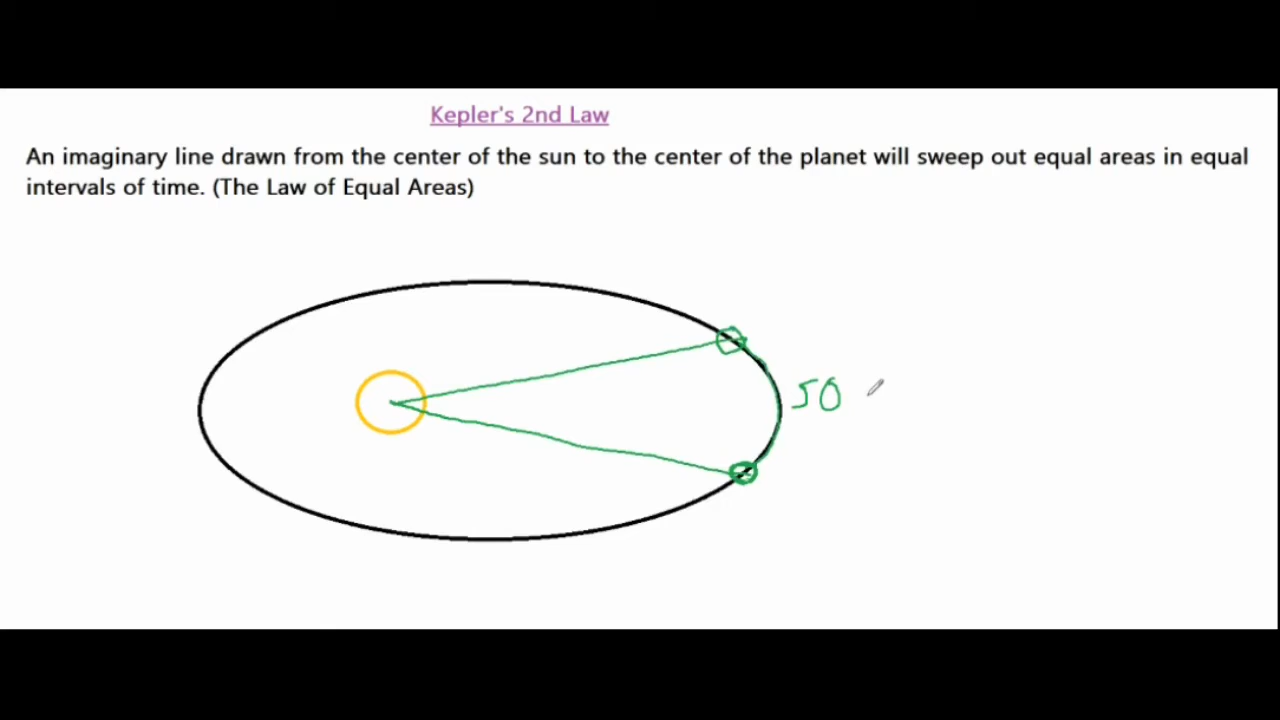 Kepler's 2nd Law
An imaginary line drawn from the center of the sun to the center of the planet will sweep out equal areas in equal
intervals of time. (The Law of Equal Areas)
50